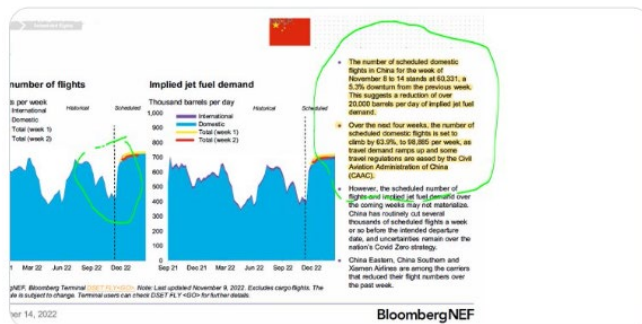 number of flights
s per week
International
Domestic
Total (week 1)
Total (week 2)
Historical
Scheduled
1 Mar 22 Jun 22 Sep 22 Dec 22
Implied jet fuel demand
Thousand barrels per day
1,000
900
800
700
600
500
400
300
200
100
0
International
Domestic
Total (week 1)
Total (week 2)
Historical
Scheduled
Sep 21 Dec 21 Mar 22 Jun 22 Sep 22 Dec 22
• The number of scheduled domestic
flights in China for the week of
November 8 to 14 stands at 60,331, a
5.3% downturn from the previous week.
This suggests a reduction of over
20,000 barrels per day of implied jet fuel
demand.
• Over the next four weeks, the number of
scheduled domestic flights is set to
climb by 63.9%, to 98,885 per week, as
travel demand ramps up and some
travel regulations are eased by the Civil
Aviation Administration of China
(CAAC).
• However, the scheduled number of
flights and implied jet fuel demand over
the coming weeks may not materialize.
China has routinely cut several
thousands of scheduled flights a week
or so before the intended departure
date, and uncertainties remain over the
nation's Covid Zero strategy.
• China Eastern, China Southern and
Xiamen Airlines are among the carriers
that reduced their flight numbers over
the past week.
gNEF, Bloomberg Terminal DSET FLY<GO>. Note: Last updated November 9, 2022. Excludes cargo flights. The
le is subject to change. Terminal users can check DSET FLY <GO> for further details.
er 14, 2022
BloombergNEF